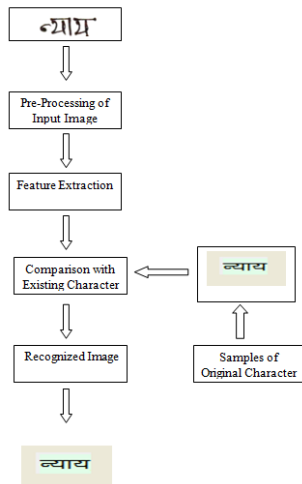 न्याय
Pre-Processing of
Input Image
Feature Extraction
Comparison with
Existing Character
न्याय
Recognized Image
Samples of
Original Character
न्याय